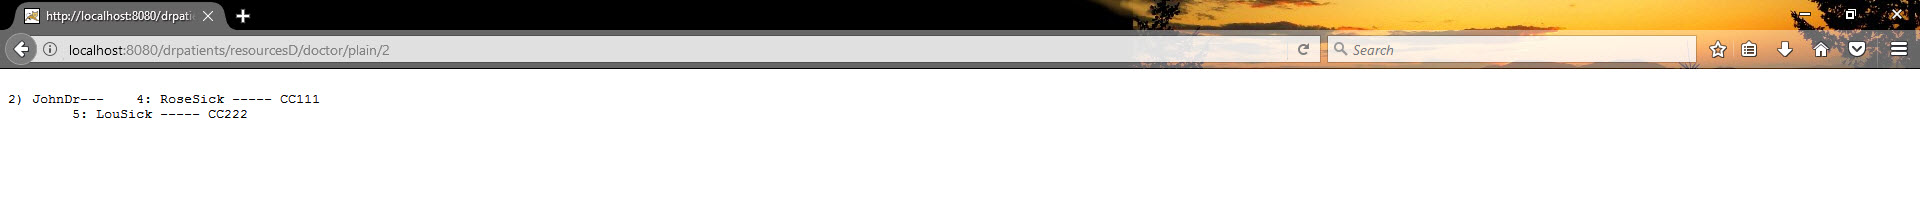 http://localhost:8080/drpatie
localhost:8080/drpatients/resourcesD/doctor/plain/2
Search
2) JohnDr---    4: RoseSick ----- CC111
        5: LouSick ----- CC222